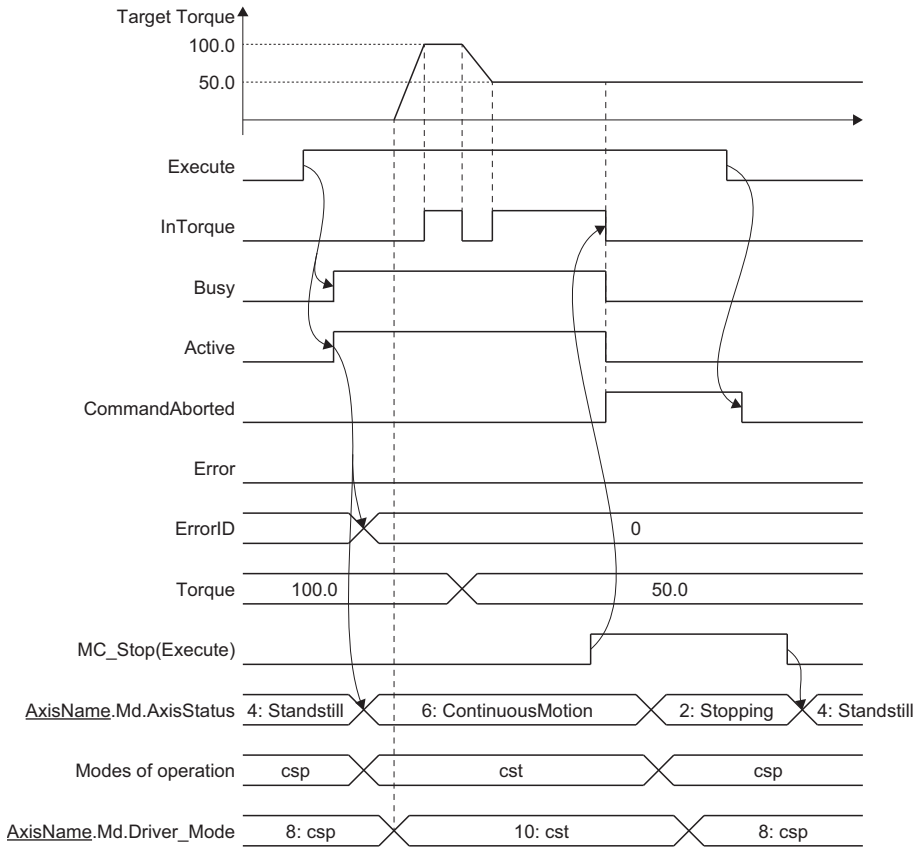 Target Torque
100.0
50.0
Execute
InTorque
Busy
Active
CommandAborted
Error
ErrorID 0
Torque 100.0 50.0
MC_Stop(Execute)
AxisName.Md.AxisStatus 4: Standstill 6: ContinuousMotion 2: Stopping 4: Standstill
Modes of operation csp cst csp
AxisName.Md.Driver_Mode 8: csp 10: cst 8: csp